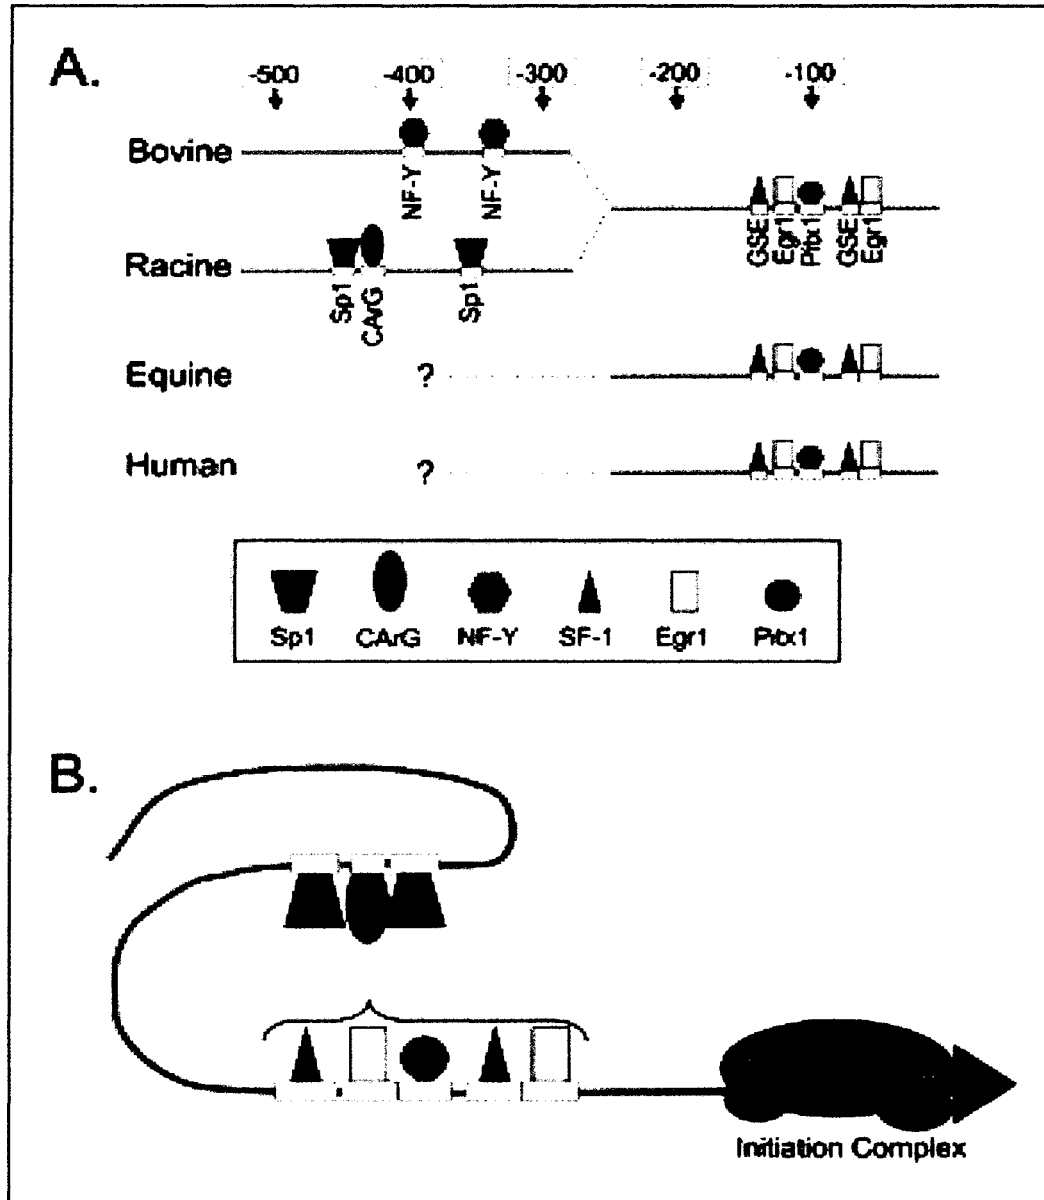 A.
-500 -400 -300 -200 -100
Bovine
NF-Y NF-Y
GSE Egr1 Pitx1 GSE Egr1
Racine
Sp1 CArG Sp1
Equine ?
Human ?
Sp1 CArG NF-Y SF-1 Egr1 Pitx1
B.
Initiation Complex